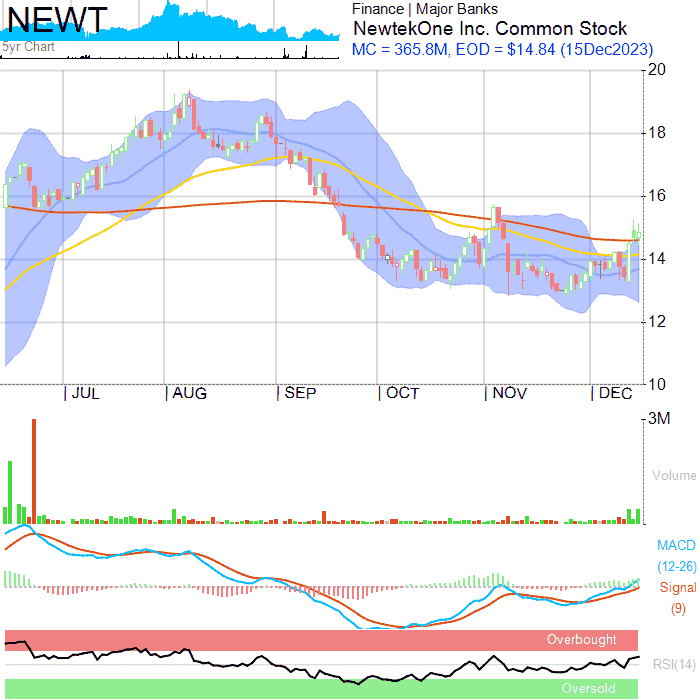 NEWT
5yr Chart
Finance | Major Banks
NewtekOne Inc. Common Stock
MC = 365.8M, EOD = $14.84 (15Dec2023)
20
18
16
14
12
10
| JUL | AUG | SEP | OCT | NOV | DEC
3M
Volume
MACD
(12-26)
Signal
(9)
Overbought
RSI(14)
Oversold